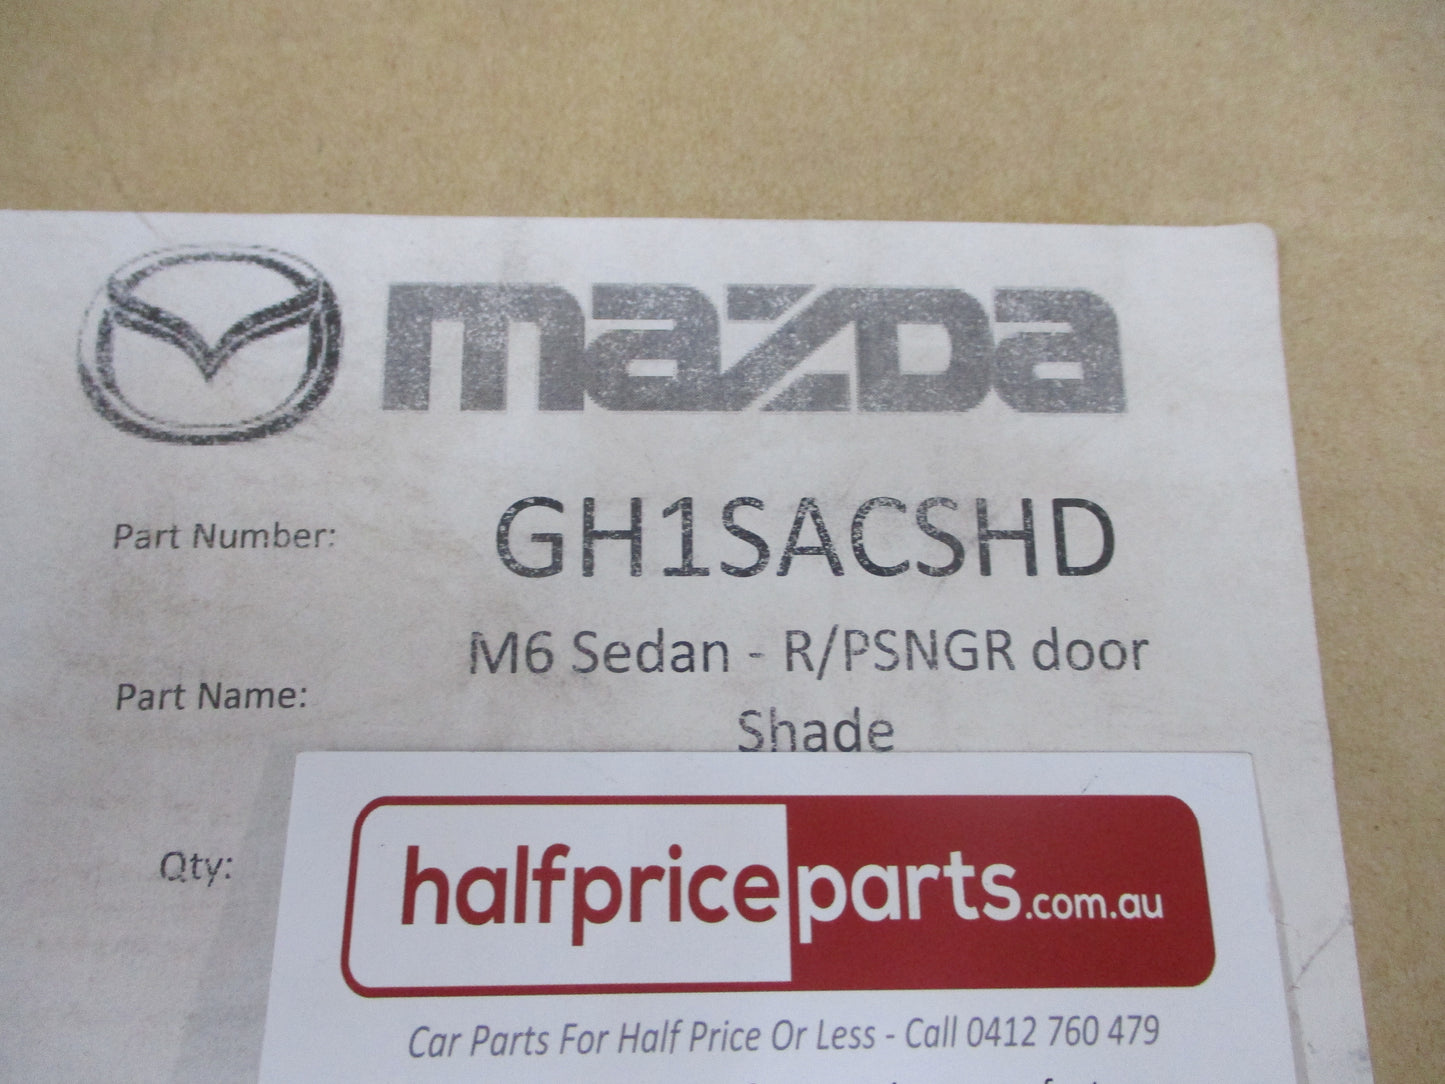 mazda
Part Number: GH1SACSHD
Part Name: M6 Sedan - R/PSNGR door
Shade
Qty:
halfpriceparts.com.au
Car Parts For Half Price Or Less - Call 0412 760 479